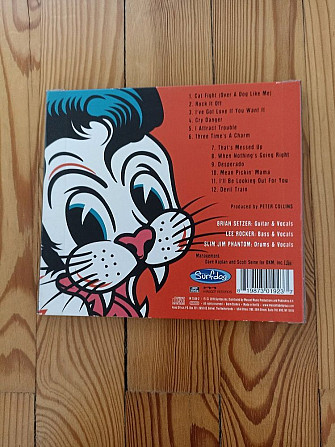 1. Cat Fight (Over A Dog Like Me)
2. Rock It Off
3. I've Got Love If You Want It
4. Cry Danger
5. I Attract Trouble
6. Three Time's A Charm
7. That's Messed Up
8. When Nothing's Going Right
9. Desperado
10. Mean Pickin' Mama
11. I'll Be Looking Out For You
12. Devil Train
Produced by PETER COLLINS
BRIAN SETZER: Guitar & Vocals
LEE ROCKER: Bass & Vocals
SLIM JIM PHANTOM: Drums & Vocals
Management:
Surfdog